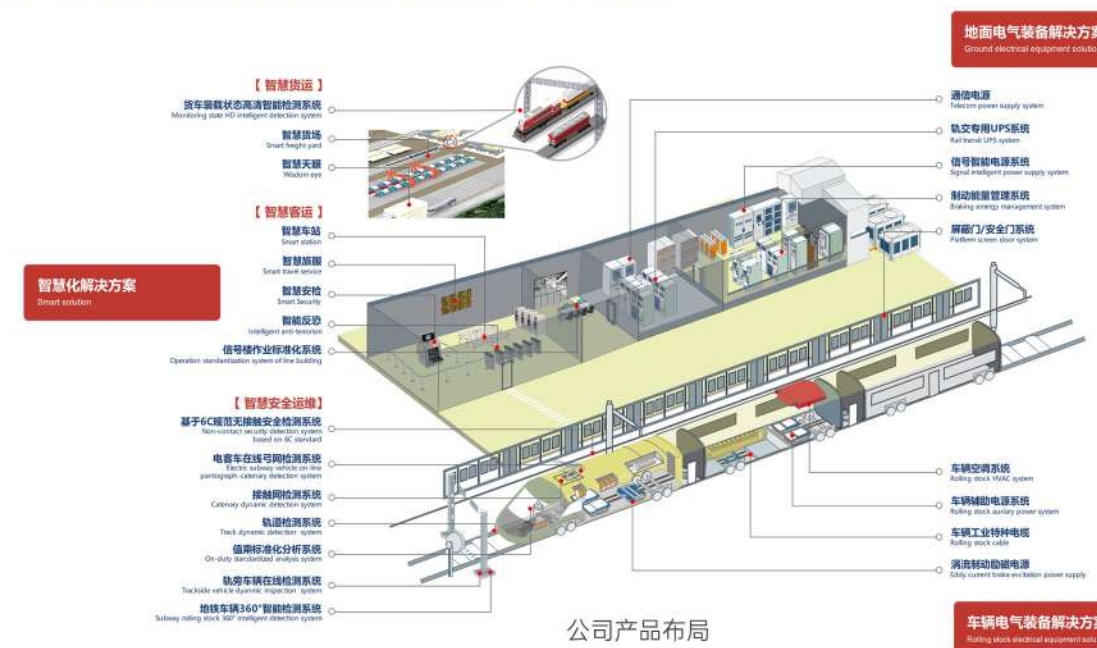 地面电气装备解决方案
Ground electrical equipment solution
【 智慧货运 】
货车装载状态高清智能检测系统
Monitoring state HD intelligent detection system
智慧货场
Smart freight yard
智慧天眼
Wisdom eye
【 智慧客运 】
智慧车站
Smart station
智慧旅服
Smart travel service
智慧安检
Smart Security
智能反恐
Intelligent anti-terrorism
信号楼作业标准化系统
Operation standardization system of line building
智慧化解决方案
Smart solution
【 智慧安全运维】
基于6C规范无接触安全检测系统
Non-contact security detection system
based on 6C standard
电客车在线弓网检测系统
Electric subway vehicle on-line
pantograph-catenary detection system
接触网检测系统
Catenary dynamic detection system
轨道检测系统
Track dynamic detection system
值乘标准化分析系统
On-duty standardized analysis system
轨旁车辆在线检测系统
Trackside vehicle dyanmic inspection system
地铁车辆360°智能检测系统
Subway rolling stock 360° intelligent detection system
通信电源
Telecom power supply system
轨交专用UPS系统
Rail transit UPS system
信号智能电源系统
Signal intelligent power supply system
制动能量管理系统
Braking energy management system
屏蔽门/安全门系统
Platform screen door system
车辆空调系统
Rolling stock HVAC system
车辆辅助电源系统
Rolling stock auxiary power system
车辆工业特种电缆
Rolling stock cable
涡流制动励磁电源
Eddy current brake excitation power supply
公司产品布局
车辆电气装备解决方案
Rolling stock electrical equipment